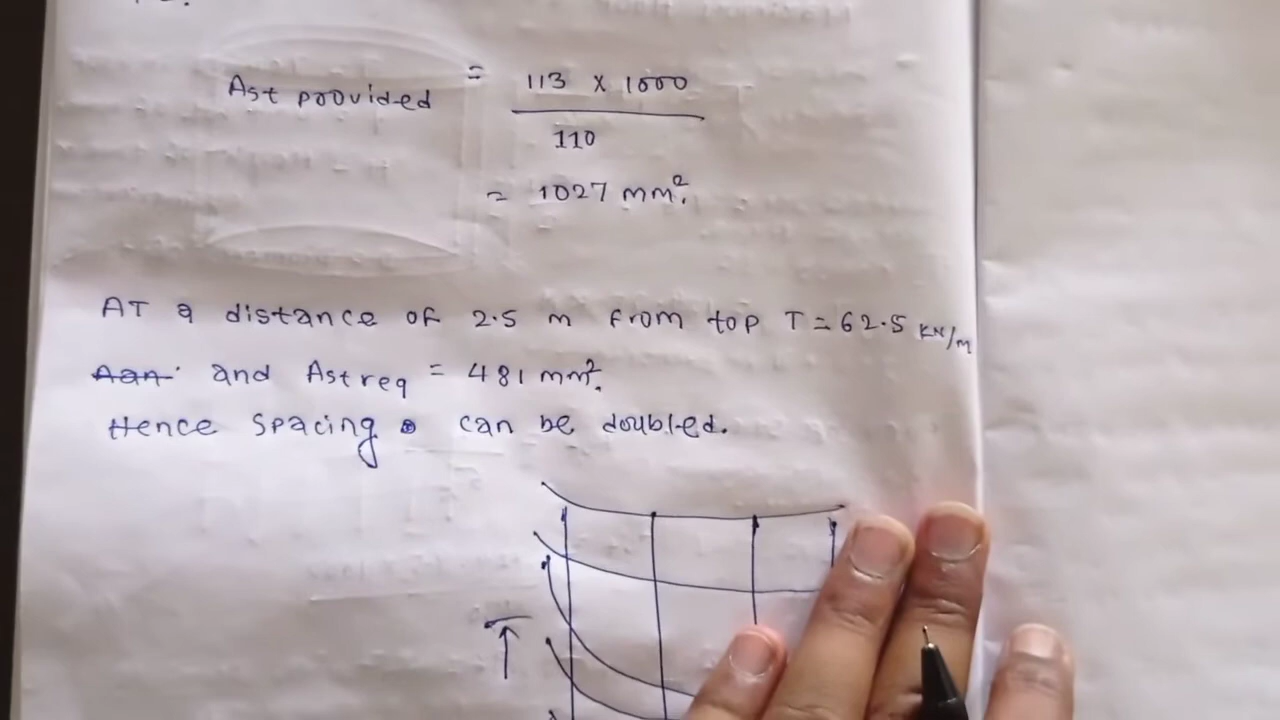 Ast provided = 113 x 1000
110
= 1027 mm².
AT a distance of 2.5 m from top T = 62.5 KN/m
and Ast req = 481 mm².
Hence spacing can be doubled.